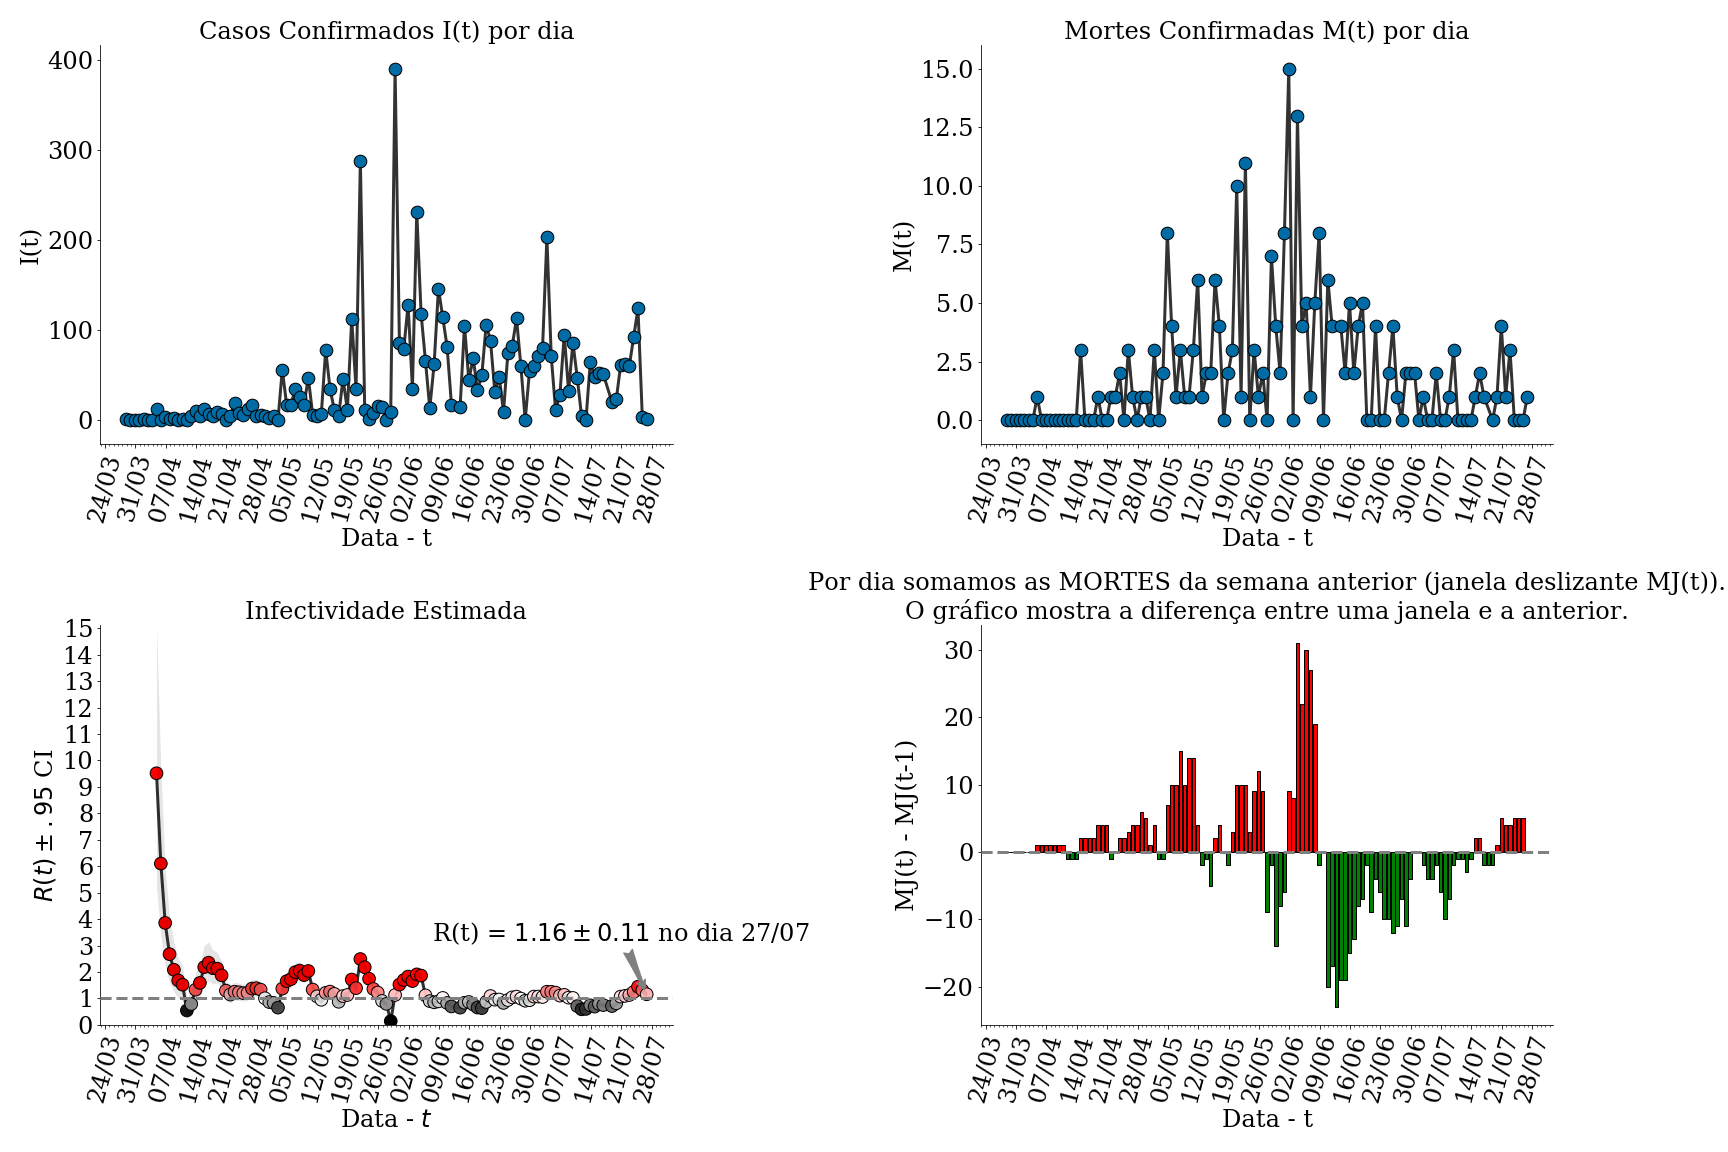 Casos Confirmados I(t) por dia
I(t)
400
300
200
100
0
24/03 31/03 07/04 14/04 21/04 28/04 05/05 12/05 19/05 26/05 02/06 09/06 16/06 23/06 30/06 07/07 14/07 21/07 28/07
Data - t
Mortes Confirmadas M(t) por dia
M(t)
15.0
12.5
10.0
7.5
5.0
2.5
0.0
24/03 31/03 07/04 14/04 21/04 28/04 05/05 12/05 19/05 26/05 02/06 09/06 16/06 23/06 30/06 07/07 14/07 21/07 28/07
Data - t
Infectividade Estimada
R(t) ± .95 CI
15
14
13
12
11
10
9
8
7
6
5
4
3
2
1
0
R(t) = 1.16 ± 0.11 no dia 27/07
24/03 31/03 07/04 14/04 21/04 28/04 05/05 12/05 19/05 26/05 02/06 09/06 16/06 23/06 30/06 07/07 14/07 21/07 28/07
Data - t
Por dia somamos as MORTES da semana anterior (janela deslizante MJ(t)).
O gráfico mostra a diferença entre uma janela e a anterior.
MJ(t) - MJ(t-1)
30
20
10
0
−10
−20
24/03 31/03 07/04 14/04 21/04 28/04 05/05 12/05 19/05 26/05 02/06 09/06 16/06 23/06 30/06 07/07 14/07 21/07 28/07
Data - t